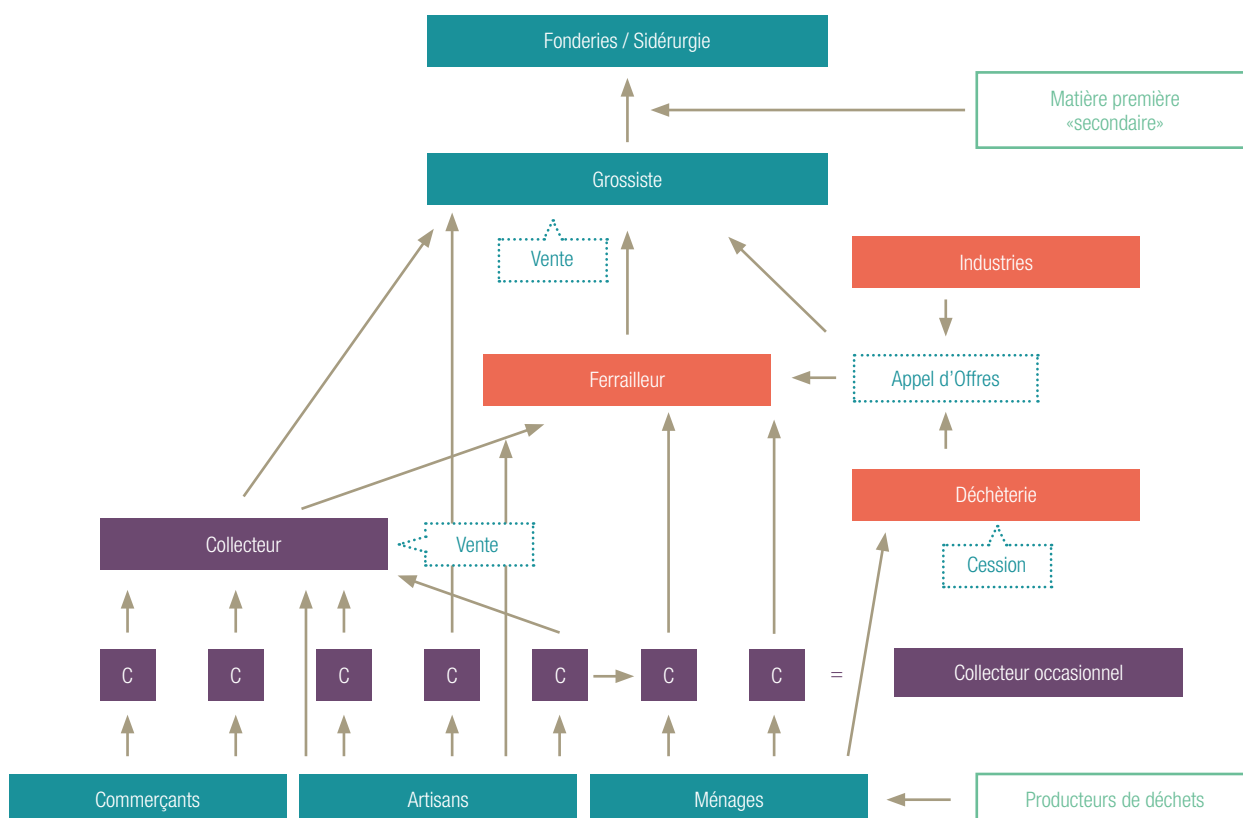 Fonderies / Sidérurgie
Matière première
«secondaire»
Grossiste
Vente
Industries
Ferrailleur
Appel d'Offres
Déchèterie
Collecteur
Vente
Cession
C
C
C
C
C
C
C
=
Collecteur occasionnel
Commerçants
Artisans
Ménages
Producteurs de déchets